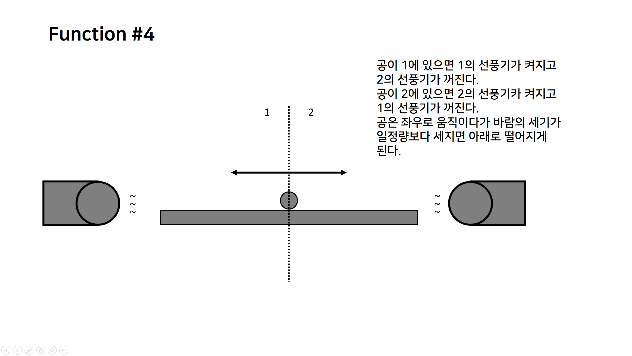 Function #4
공이 1에 있으면 1의 선풍기가 켜지고
2의 선풍기가 꺼진다.
공이 2에 있으면 2의 선풍기카 켜지고
1의 선풍기가 꺼진다.
공은 좌우로 움직이다가 바람의 세기가
일정량보다 세지면 아래로 떨어지게
된다.
1 2
~ ~
~ ~
~ ~